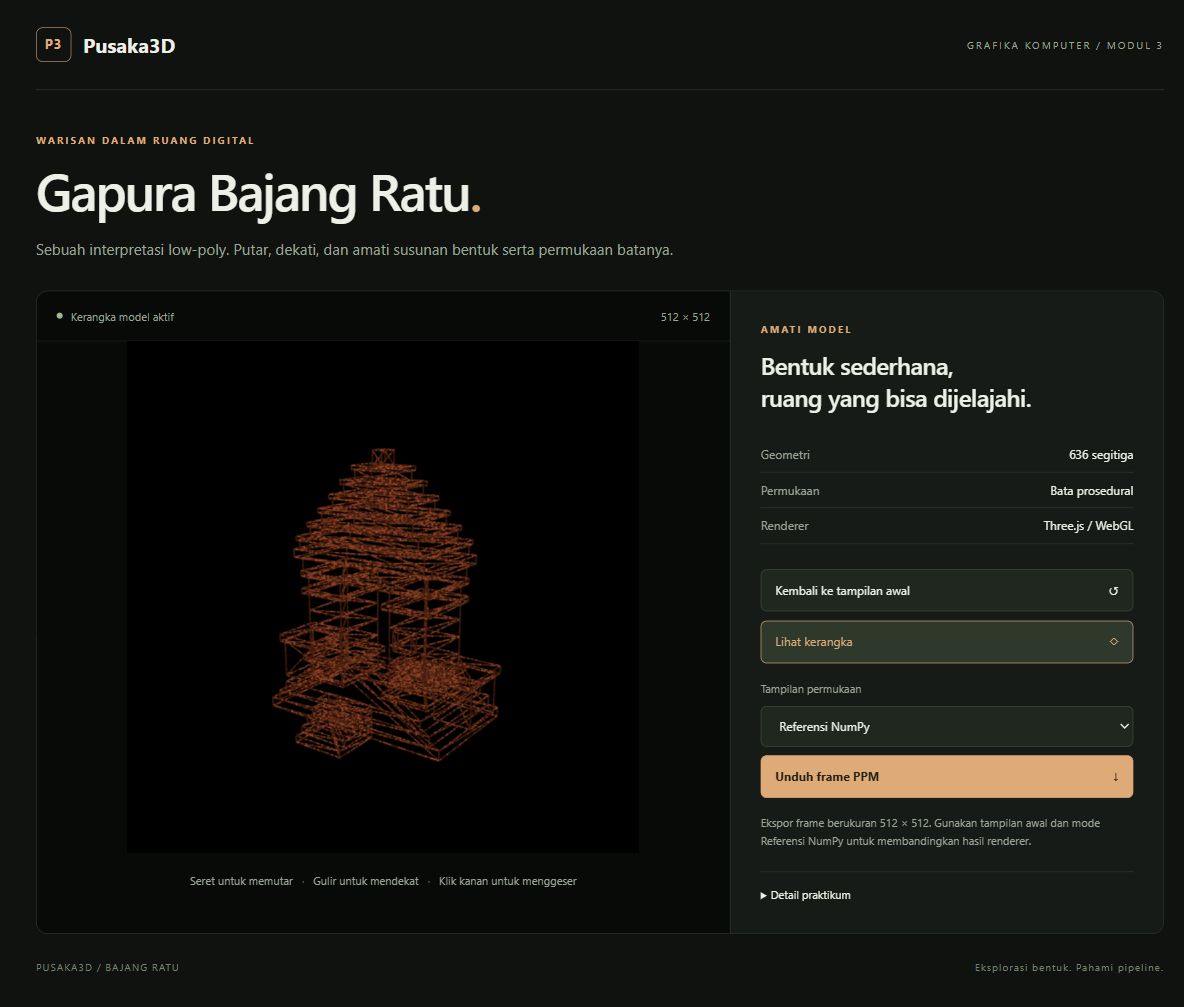 P3
Pusaka3D
GRAFIKA KOMPUTER / MODUL 3
WARISAN DALAM RUANG DIGITAL
Gapura Bajang Ratu.
Sebuah interpretasi low-poly. Putar, dekati, dan amati susunan bentuk serta permukaan batanya.
Kerangka model aktif
512 × 512
Seret untuk memutar · Gulir untuk mendekat · Klik kanan untuk menggeser
AMATI MODEL
Bentuk sederhana,
ruang yang bisa dijelajahi.
Geometri 636 segitiga
Permukaan Bata prosedural
Renderer Three.js / WebGL
Kembali ke tampilan awal ↺
Lihat kerangka ◇
Tampilan permukaan
Referensi NumPy
Unduh frame PPM ↓
Ekspor frame berukuran 512 × 512. Gunakan tampilan awal dan mode
Referensi NumPy untuk membandingkan hasil renderer.
▶ Detail praktikum
PUSAKA3D / BAJANG RATU
Eksplorasi bentuk. Pahami pipeline.